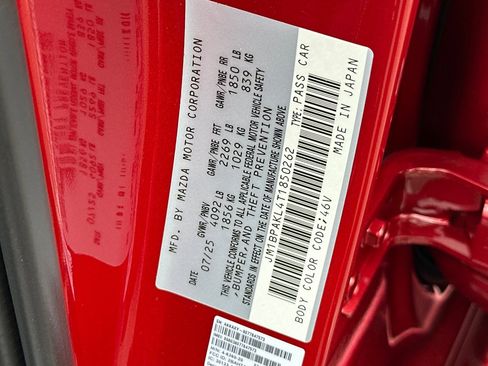 MFD. BY MAZDA MOTOR CORPORATION
07/25 GVWR/PNBV GAWR/PNBE FRT GAWR/PNBE RR
4092 LB 2269 LB 1850 LB
1856 KG 1029 KG 839 KG
THIS VEHICLE CONFORMS TO ALL APPLICABLE FEDERAL MOTOR VEHICLE SAFETY
, BUMPER, AND THEFT PREVENTION
STANDARDS IN EFFECT ON THE DATE OF MANUFACTURE SHOWN ABOVE.
JM1BPAKL4T1850262 TYPE: PASS CAR
BODY COLOR CODE:46V MADE IN JAPAN